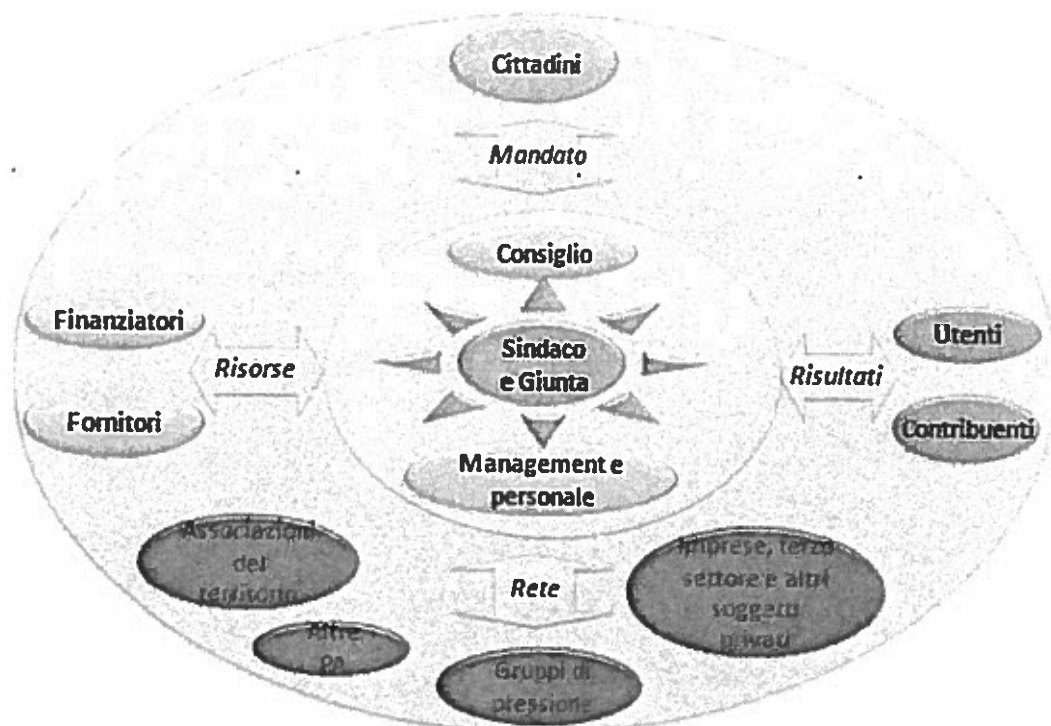 Cittadini
Mandato
Consiglio
Finanziatori
Fornitori
Risorse
Sindaco
e Giunta
Risultati
Utenti
Contribuenti
Management e
personale
Associazioni
del
territorio
Altre
PA
Rete
Gruppi di
pressione
Imprese, terzo
settore e altri
soggetti
privati